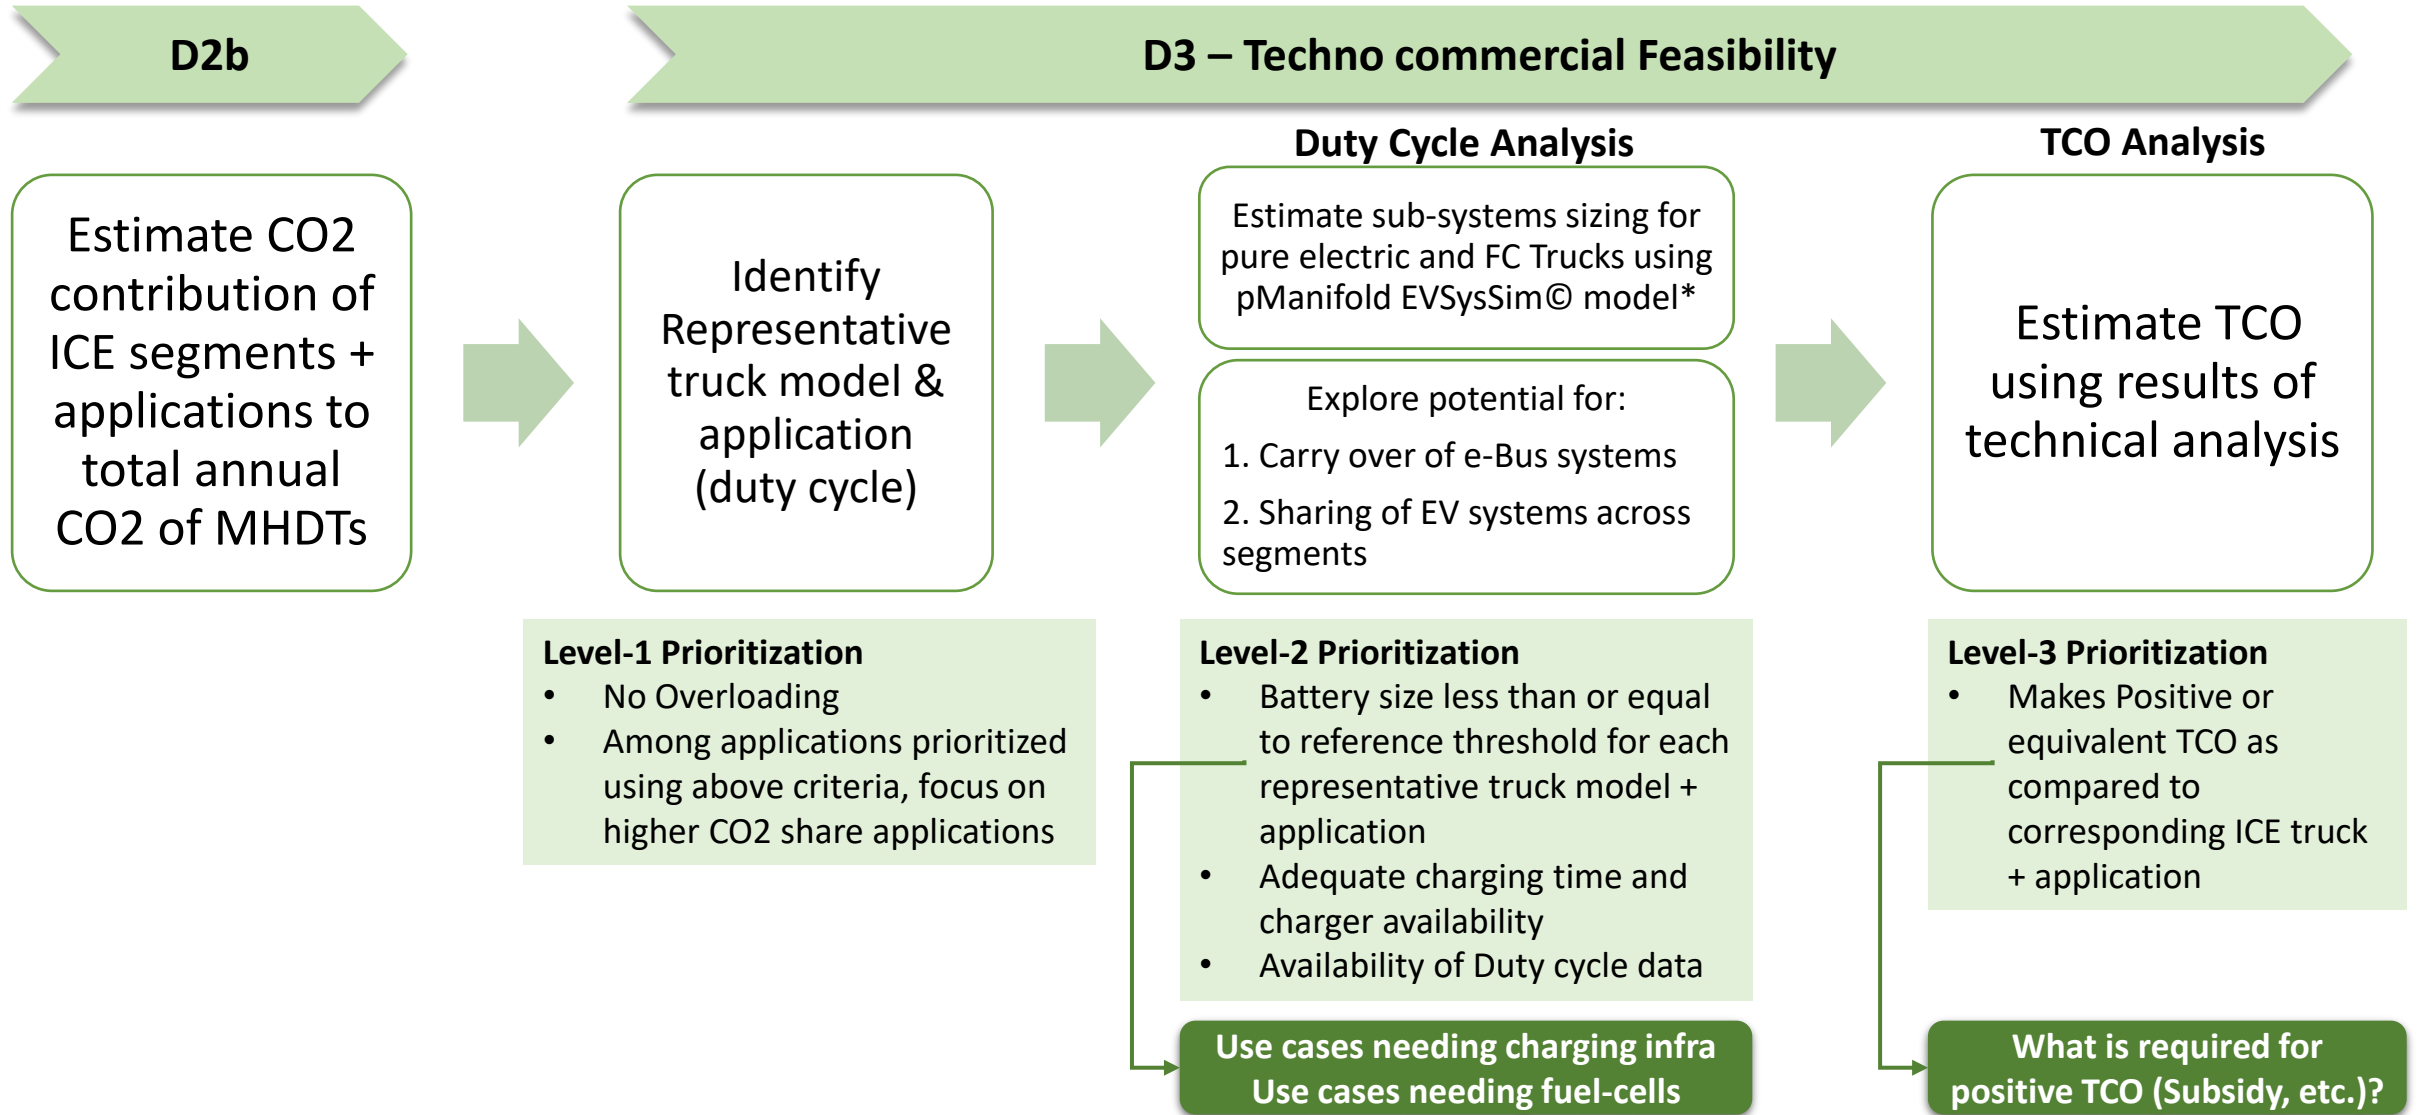 D2b
D3 – Techno commercial Feasibility
Estimate CO2
contribution of
ICE segments +
applications to
total annual
CO2 of MHDTs
Identify
Representative
truck model &
application
(duty cycle)
Duty Cycle Analysis
Estimate sub-systems sizing for
pure electric and FC Trucks using
pManifold EVSysSim© model*
Explore potential for:
1. Carry over of e-Bus systems
2. Sharing of EV systems across
segments
TCO Analysis
Estimate TCO
using results of
technical analysis
Level-1 Prioritization
• No Overloading
• Among applications prioritized
using above criteria, focus on
higher CO2 share applications
Level-2 Prioritization
• Battery size less than or equal
to reference threshold for each
representative truck model +
application
• Adequate charging time and
charger availability
• Availability of Duty cycle data
Use cases needing charging infra
Use cases needing fuel-cells
Level-3 Prioritization
• Makes Positive or
equivalent TCO as
compared to
corresponding ICE truck
+ application
What is required for
positive TCO (Subsidy, etc.)?